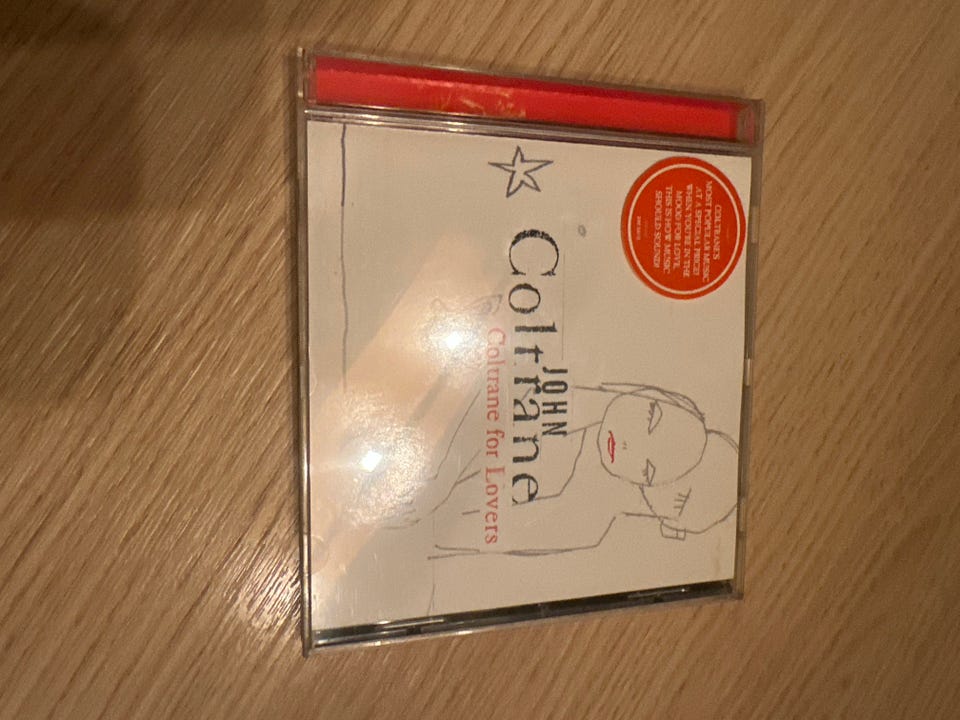 COLTRANE'S
MOST POPULAR MUSIC
AT A SPECIAL PRICE!
WHEN YOU'RE IN THE
MOOD FOR LOVE,
THIS IS HOW MUSIC
SHOULD SOUND!
JOHN
Coltrane
Coltrane for Lovers